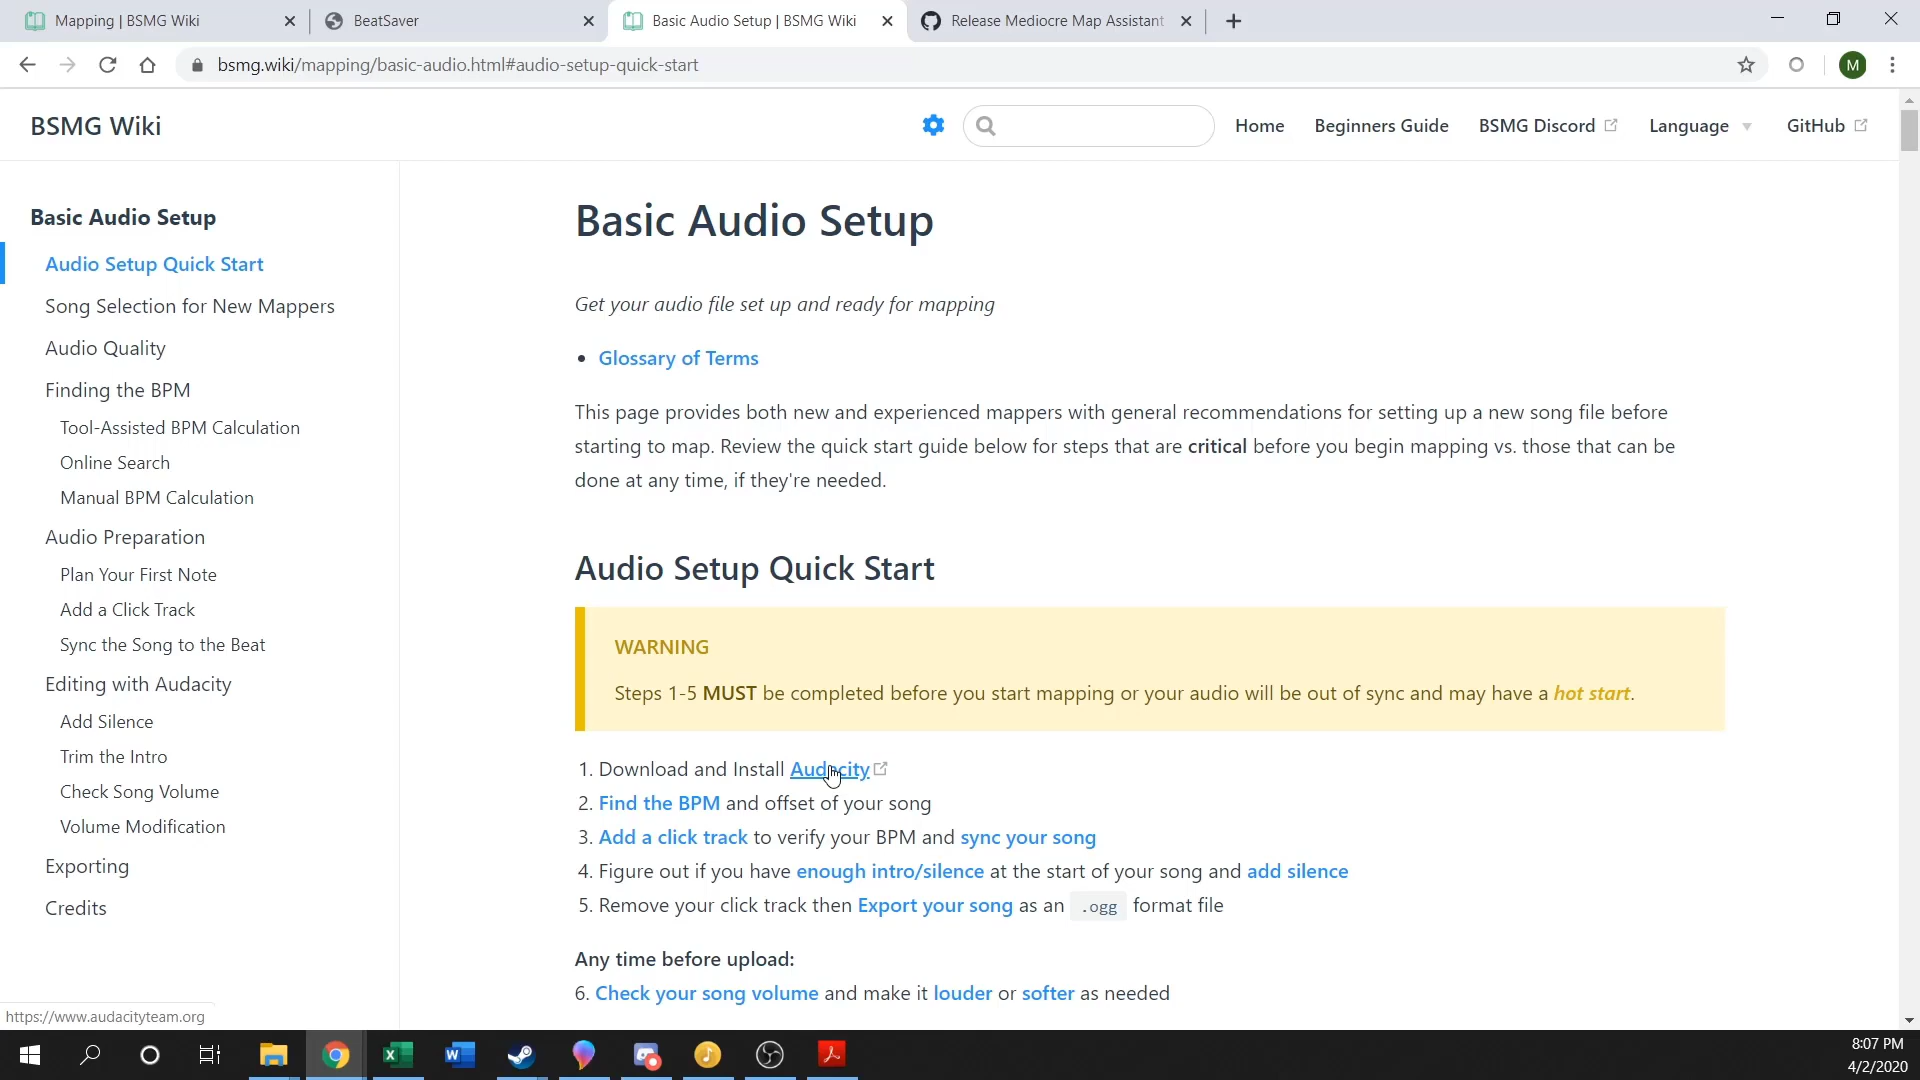 Mapping | BSMG Wiki
BeatSaver
Basic Audio Setup | BSMG Wiki
Release Mediocre Map Assistant
bsmg.wiki/mapping/basic-audio.html#audio-setup-quick-start
M
BSMG Wiki
Home
Beginners Guide
BSMG Discord
Language
GitHub
Basic Audio Setup
Audio Setup Quick Start
Song Selection for New Mappers
Audio Quality
Finding the BPM
Tool-Assisted BPM Calculation
Online Search
Manual BPM Calculation
Audio Preparation
Plan Your First Note
Add a Click Track
Sync the Song to the Beat
Editing with Audacity
Add Silence
Trim the Intro
Check Song Volume
Volume Modification
Exporting
Credits
Basic Audio Setup
Get your audio file set up and ready for mapping
• Glossary of Terms
This page provides both new and experienced mappers with general recommendations for setting up a new song file before
starting to map. Review the quick start guide below for steps that are critical before you begin mapping vs. those that can be
done at any time, if they're needed.
Audio Setup Quick Start
WARNING
Steps 1-5 MUST be completed before you start mapping or your audio will be out of sync and may have a hot start.
1. Download and Install Audacity
2. Find the BPM and offset of your song
3. Add a click track to verify your BPM and sync your song
4. Figure out if you have enough intro/silence at the start of your song and add silence
5. Remove your click track then Export your song as an .ogg format file
Any time before upload:
6. Check your song volume and make it louder or softer as needed
https://www.audacityteam.org
8:07 PM
4/2/2020